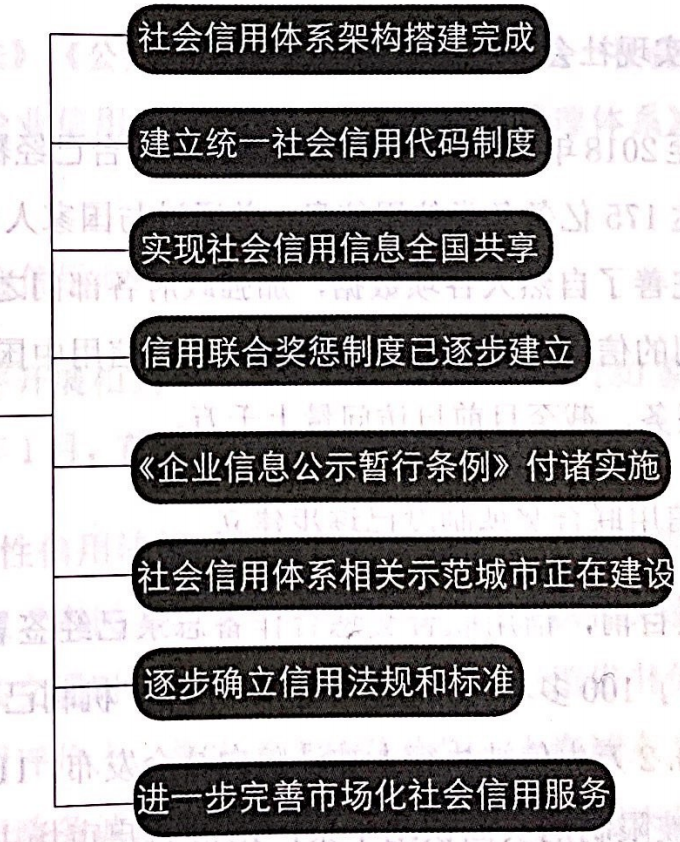 社会信用体系架构搭建完成
建立统一社会信用代码制度
实现社会信用信息全国共享
信用联合奖惩制度已逐步建立
《企业信息公示暂行条例》付诸实施
社会信用体系相关示范城市正在建设
逐步确立信用法规和标准
进一步完善市场化社会信用服务